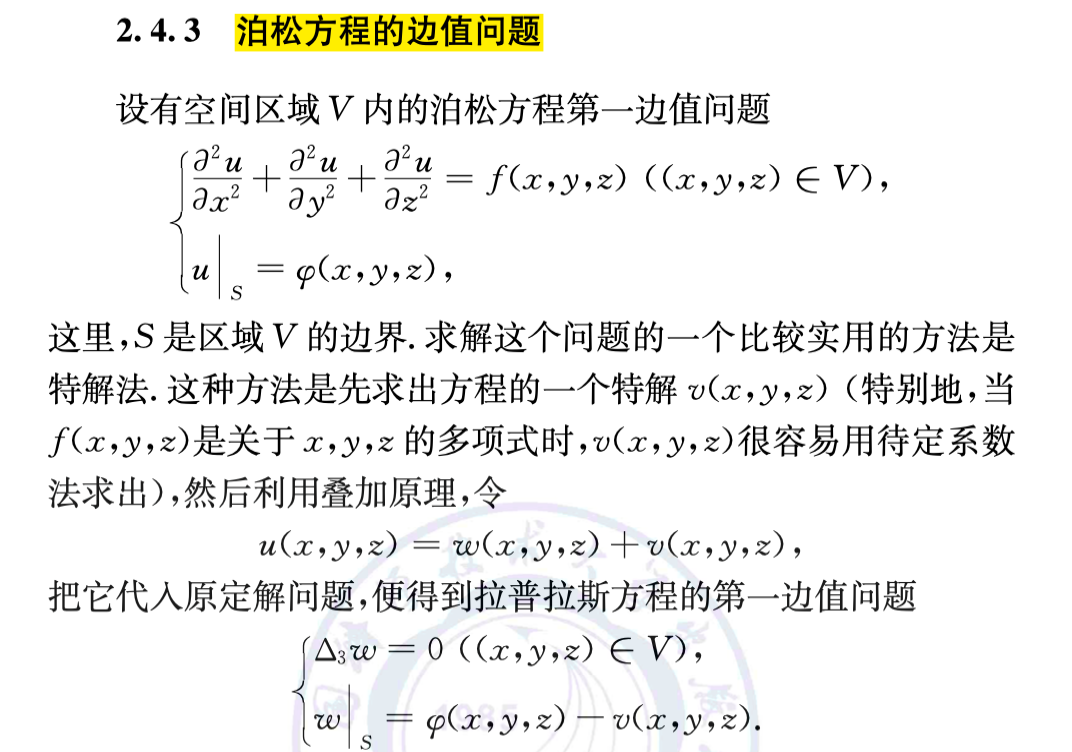 2.4.3 泊松方程的边值问题
设有空间区域 V 内的泊松方程第一边值问题
∂²u/∂x² + ∂²u/∂y² + ∂²u/∂z² = f(x,y,z) ((x,y,z) ∈ V),
u|_S = φ(x,y,z),
这里,S 是区域 V 的边界. 求解这个问题的一个比较实用的方法是
特解法. 这种方法是先求出方程的一个特解 v(x,y,z) (特别地,当
f(x,y,z)是关于 x,y,z 的多项式时,v(x,y,z)很容易用待定系数
法求出),然后利用叠加原理,令
u(x,y,z) = w(x,y,z) + v(x,y,z),
把它代入原定解问题,便得到拉普拉斯方程的第一边值问题
Δ₃w = 0 ((x,y,z) ∈ V),
w|_S = φ(x,y,z) − v(x,y,z).
1985